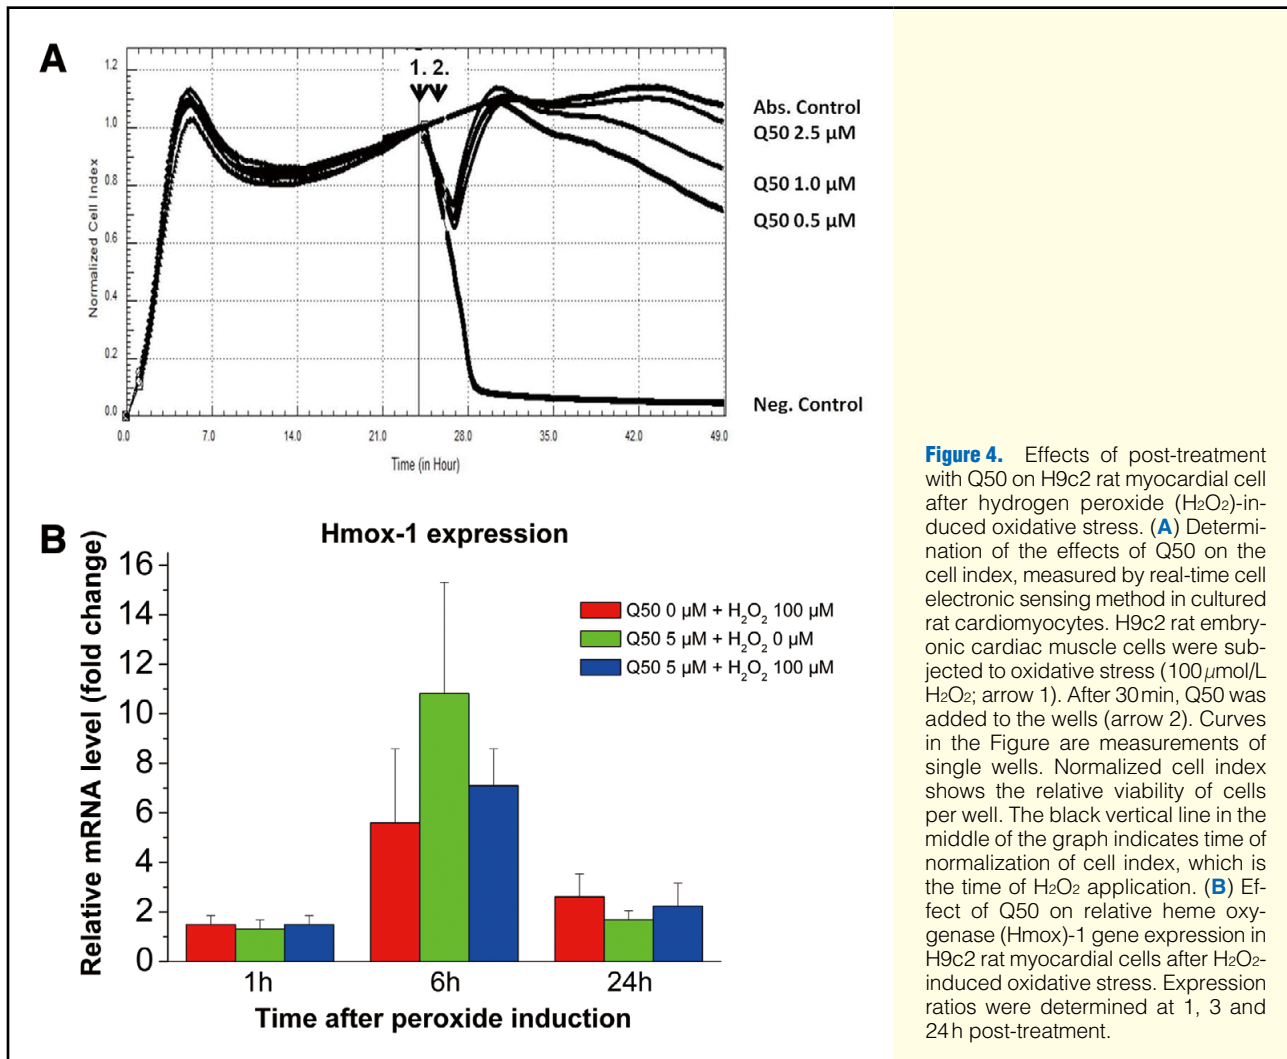 A
1. 2.
1.2
1.0
0.8
0.6
0.4
0.2
0.0
Normalized Cell Index
0.0 7.0 14.0 21.0 28.0 35.0 42.0 49.0
Time (in Hour)
Abs. Control
Q50 2.5 µM
Q50 1.0 µM
Q50 0.5 µM
Neg. Control
B
Hmox-1 expression
16
14
12
10
8
6
4
2
0
Relative mRNA level (fold change)
Q50 0 µM + H₂O₂ 100 µM
Q50 5 µM + H₂O₂ 0 µM
Q50 5 µM + H₂O₂ 100 µM
1h 6h 24h
Time after peroxide induction
Figure 4. Effects of post-treatment
with Q50 on H9c2 rat myocardial cell
after hydrogen peroxide (H₂O₂)-in-
duced oxidative stress. (A) Determi-
nation of the effects of Q50 on the
cell index, measured by real-time cell
electronic sensing method in cultured
rat cardiomyocytes. H9c2 rat embry-
onic cardiac muscle cells were sub-
jected to oxidative stress (100 µmol/L
H₂O₂; arrow 1). After 30 min, Q50 was
added to the wells (arrow 2). Curves
in the Figure are measurements of
single wells. Normalized cell index
shows the relative viability of cells
per well. The black vertical line in the
middle of the graph indicates time of
normalization of cell index, which is
the time of H₂O₂ application. (B) Ef-
fect of Q50 on relative heme oxy-
genase (Hmox)-1 gene expression in
H9c2 rat myocardial cells after H₂O₂-
induced oxidative stress. Expression
ratios were determined at 1, 3 and
24 h post-treatment.